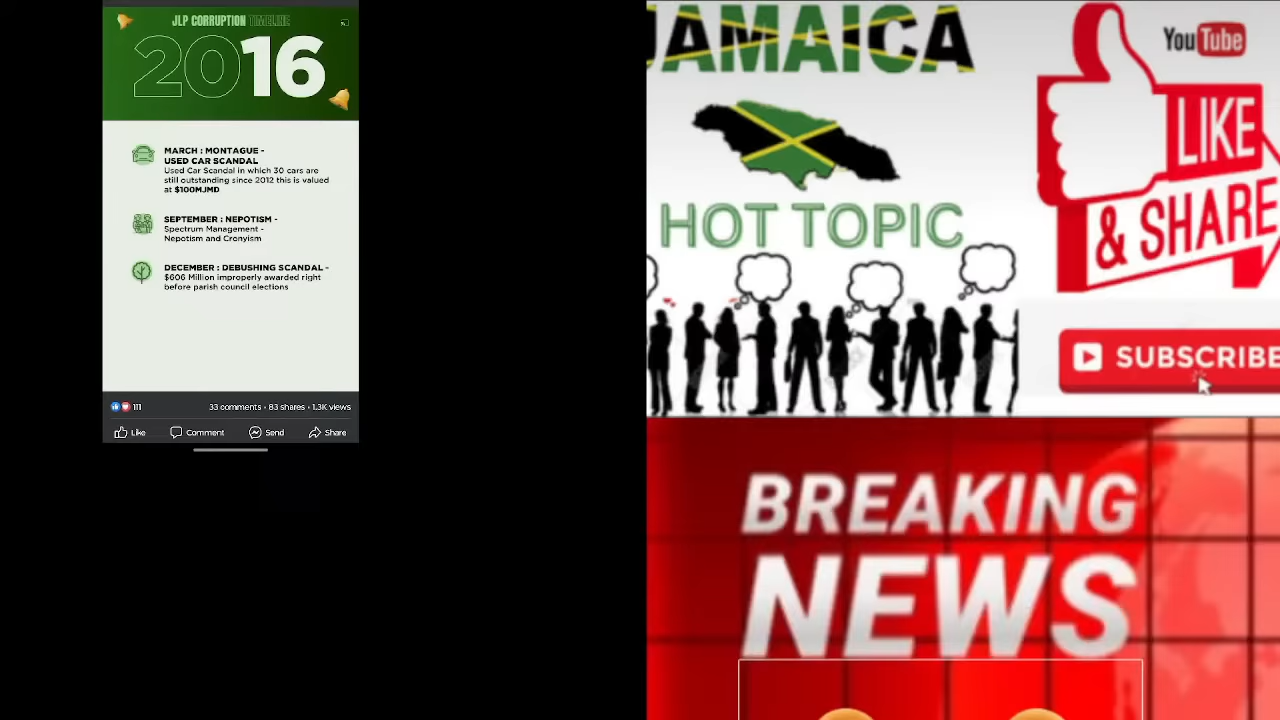 JLP CORRUPTION TIMELINE
2016
MARCH : MONTAGUE -
USED CAR SCANDAL
Used Car Scandal in which 30 cars are
still outstanding since 2012 this is valued
at $100MJMD
SEPTEMBER : NEPOTISM -
Spectrum Management -
Nepotism and Cronyism
DECEMBER : DEBUSHING SCANDAL -
$606 Million improperly awarded right
before parish council elections
111
33 comments · 83 shares · 1.3K views
Like
Comment
Send
Share
JAMAICA
HOT TOPIC
YouTube
LIKE
& SHARE
SUBSCRIBE
BREAKING
NEWS